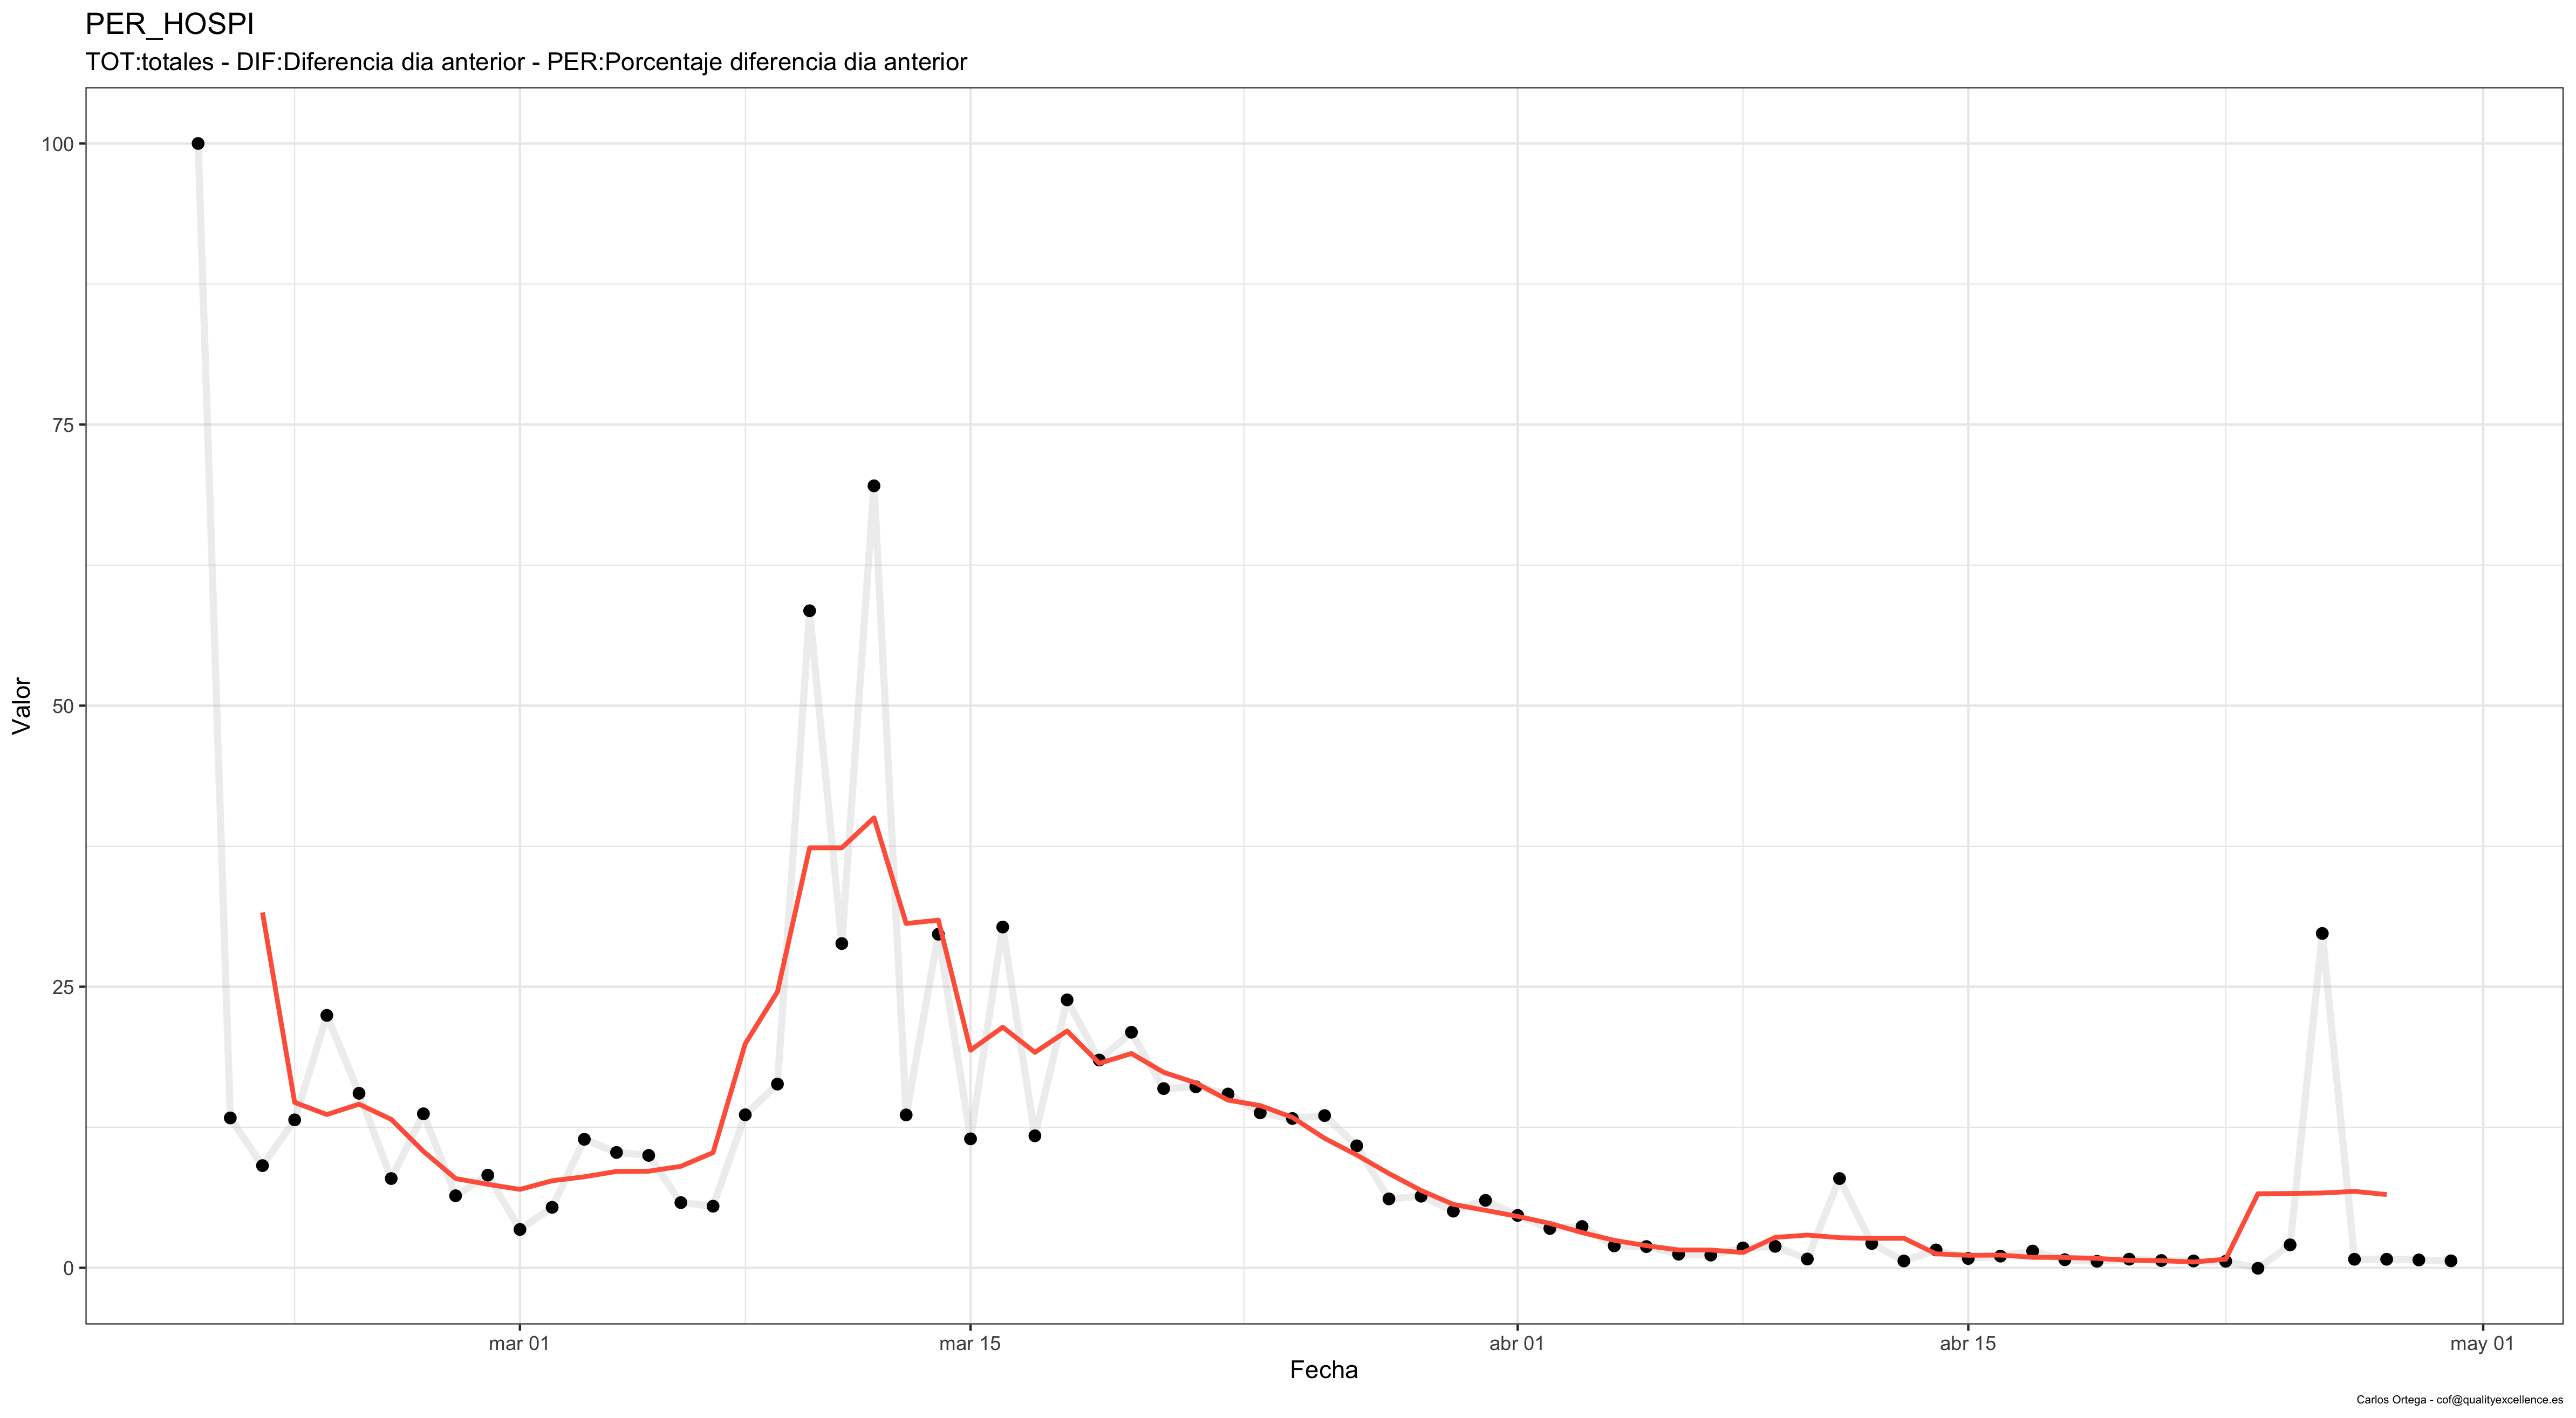 PER_HOSPI
TOT:totales - DIF:Diferencia dia anterior - PER:Porcentaje diferencia dia anterior
100
75
50
25
0
Valor
mar 01
mar 15
abr 01
abr 15
may 01
Fecha
Carlos Ortega - cof@qualityexcellence.es